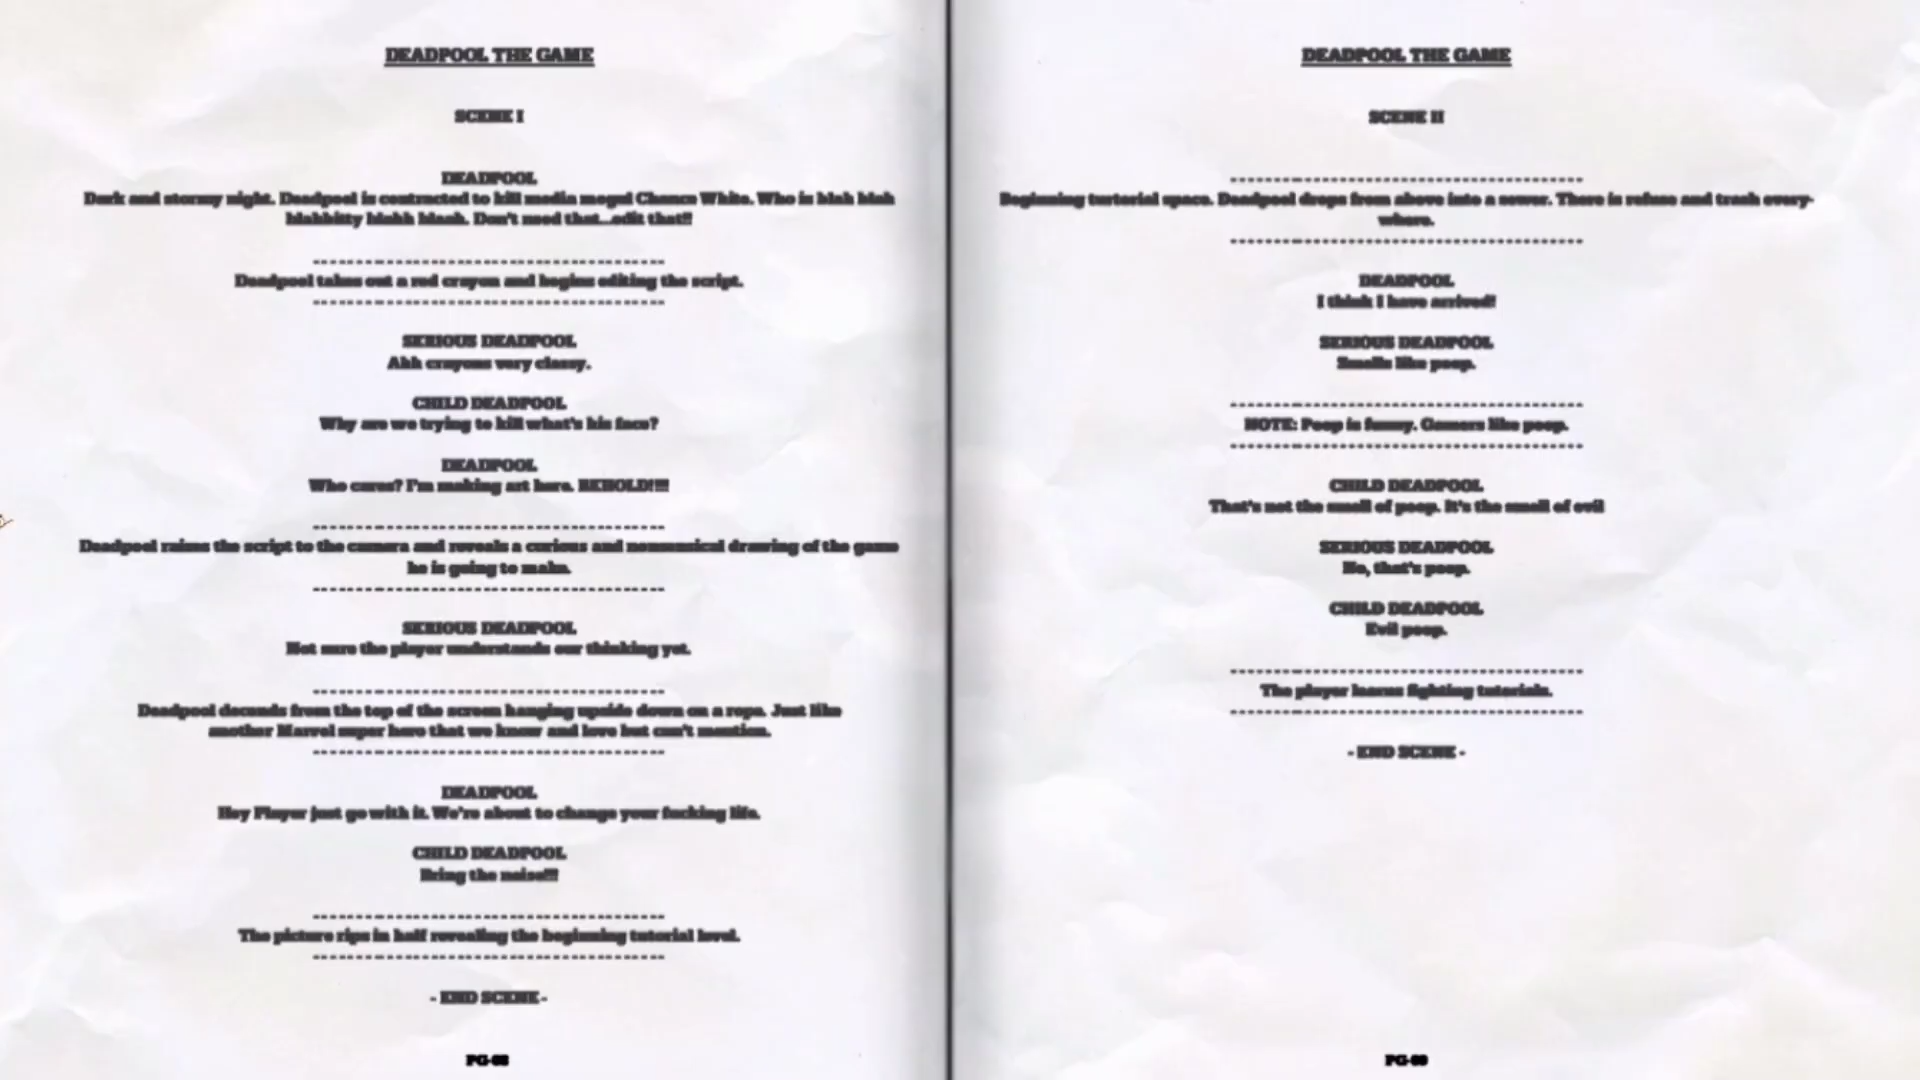 DEADPOOL THE GAME
SCENE I
DEADPOOL
Dark and stormy night. Deadpool is contracted to kill media mogul Chance White. Who is blah blah
blabbitty blahh blaah. Don't need that...edit that!!
----------------------------------------
Deadpool takes out a red crayon and begins editing the script.
----------------------------------------
SERIOUS DEADPOOL
Ahh crayons very classy.
CHILD DEADPOOL
Why are we trying to kill what's his face?
DEADPOOL
Who cares? I'm making art here. BEHOLD!!!!
----------------------------------------
Deadpool raises the script to the camera and reveals a curious and nonsensical drawing of the game
he is going to make.
----------------------------------------
SERIOUS DEADPOOL
Not sure the player understands our thinking yet.
----------------------------------------
Deadpool decends from the top of the screen hanging upside down on a rope. Just like
another Marvel super hero that we know and love but can't mention.
----------------------------------------
DEADPOOL
Hey Player just go with it. We're about to change your fucking life.
CHILD DEADPOOL
Bring the noise!!!
----------------------------------------
The picture rips in half revealing the beginning tutorial level.
----------------------------------------
- END SCENE -
PG-08
DEADPOOL THE GAME
SCENE II
----------------------------------------
Beginning turtorial space. Deadpool drops from above into a sewer. There is refuse and trash every-
where.
----------------------------------------
DEADPOOL
I think I have arrived!
SERIOUS DEADPOOL
Smells like poop.
----------------------------------------
NOTE: Poop is funny. Gamers like poop.
----------------------------------------
CHILD DEADPOOL
That's not the smell of poop. It's the smell of evil
SERIOUS DEADPOOL
No, that's poop.
CHILD DEADPOOL
Evil poop.
----------------------------------------
The player learns fighting tutorials.
----------------------------------------
- END SCENE -
PG-09